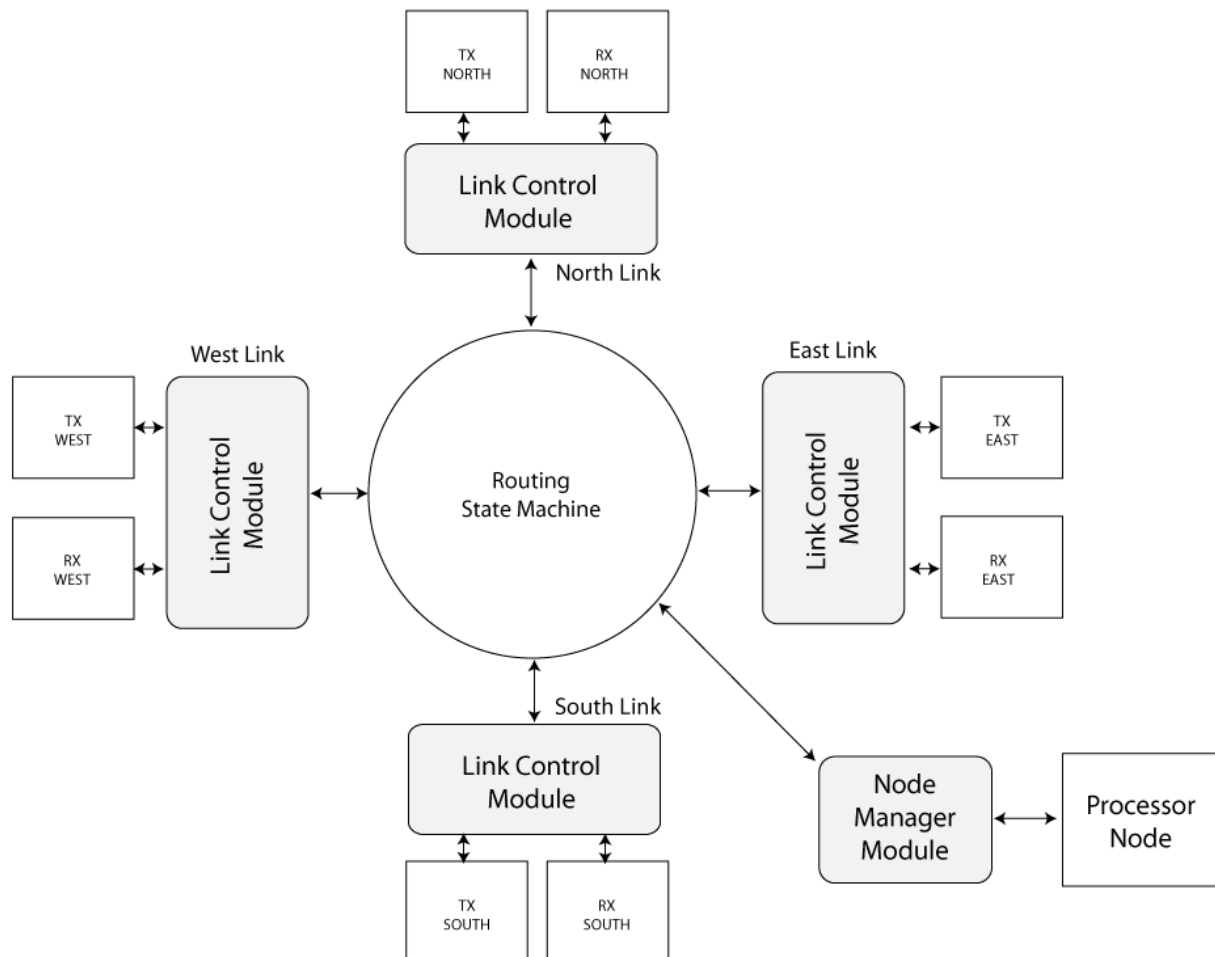 TX
NORTH
RX
NORTH
Link Control
Module
North Link
West Link
East Link
TX
WEST
RX
WEST
Link Control
Module
Routing
State Machine
Link Control
Module
TX
EAST
RX
EAST
South Link
Link Control
Module
TX
SOUTH
RX
SOUTH
Node
Manager
Module
Processor
Node